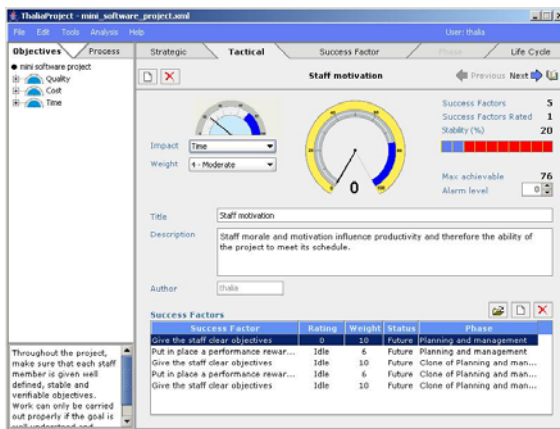 ThaliaProject - mini_software_project.xml
File Edit Tools Analysis Help User: thalia
Objectives Process Strategic Tactical Success Factor Phase Life Cycle
mini software project
Quality
Cost
Time
Staff motivation Previous Next
Impact Time
Weight 4 - Moderate
0
Success Factors 5
Success Factors Rated 1
Stability (%) 20
Max achievable 76
Alarm level 0
Title Staff motivation
Description Staff morale and motivation influence productivity and therefore the ability of
the project to meet its schedule.
Author thalia
Success Factors
Success Factor Rating Weight Status Phase
Give the staff clear objectives 0 10 Future Planning and management
Put in place a performance rewar... Idle 6 Future Planning and management
Give the staff clear objectives Idle 10 Future Clone of Planning and man...
Put in place a performance rewar... Idle 6 Future Clone of Planning and man...
Give the staff clear objectives Idle 10 Future Clone of Planning and man...
Throughout the project,
make sure that each staff
member is given well
defined, stable and
verifiable objectives.
Work can only be carried
out properly if the goal is
well understood and